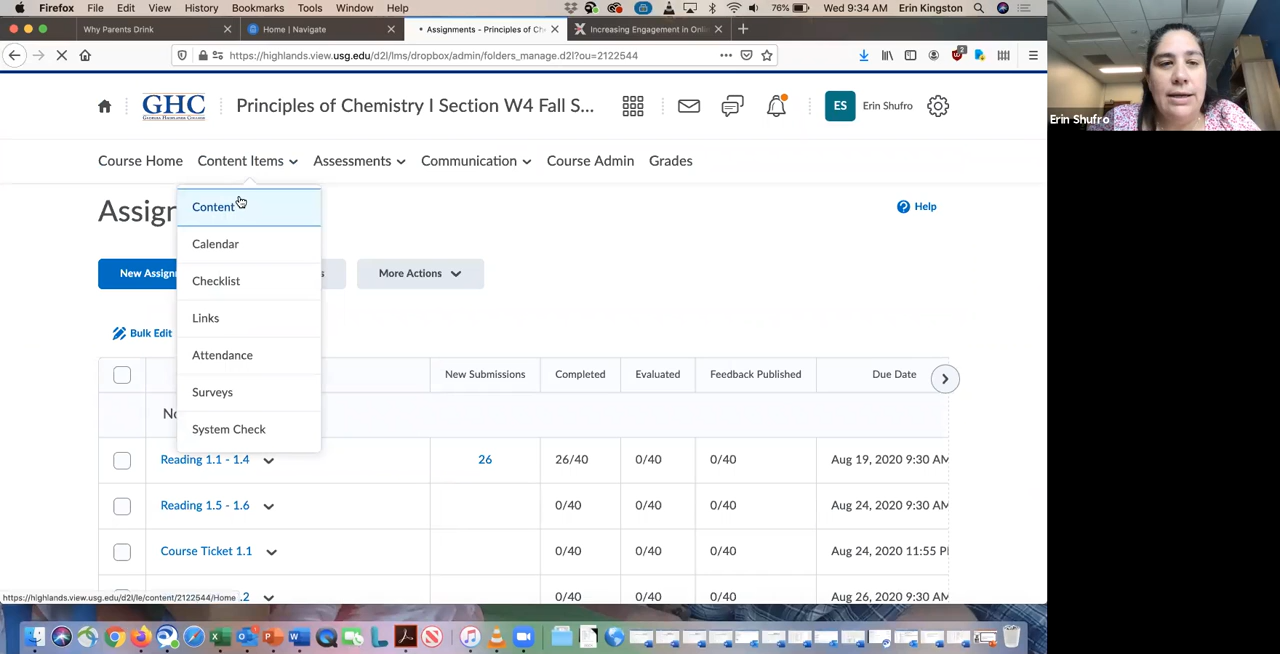 Firefox File Edit View History Bookmarks Tools Window Help 76% Wed 9:34 AM Erin Kingston
Why Parents Drink Home | Navigate • Assignments - Principles of Ch Increasing Engagement in Onli
https://highlands.view.usg.edu/d2l/lms/dropbox/admin/folders_manage.d2l?ou=2122544
GHC
GEORGIA HIGHLANDS COLLEGE
Principles of Chemistry I Section W4 Fall S...
ES
Erin Shufro
Course Home Content Items Assessments Communication Course Admin Grades
Assign
Help
Content
Calendar
Checklist
Links
Attendance
Surveys
System Check
New Assignm
s
More Actions
Bulk Edit
New Submissions Completed Evaluated Feedback Published Due Date
No
Reading 1.1 - 1.4 26 26/40 0/40 0/40 Aug 19, 2020 9:30 AM
Reading 1.5 - 1.6 0/40 0/40 0/40 Aug 24, 2020 9:30 AM
Course Ticket 1.1 0/40 0/40 0/40 Aug 24, 2020 11:55 P
.2 0/40 0/40 0/40 Aug 26, 2020 9:30 AM
https://highlands.view.usg.edu/d2l/le/content/2122544/Home
Erin Shufro